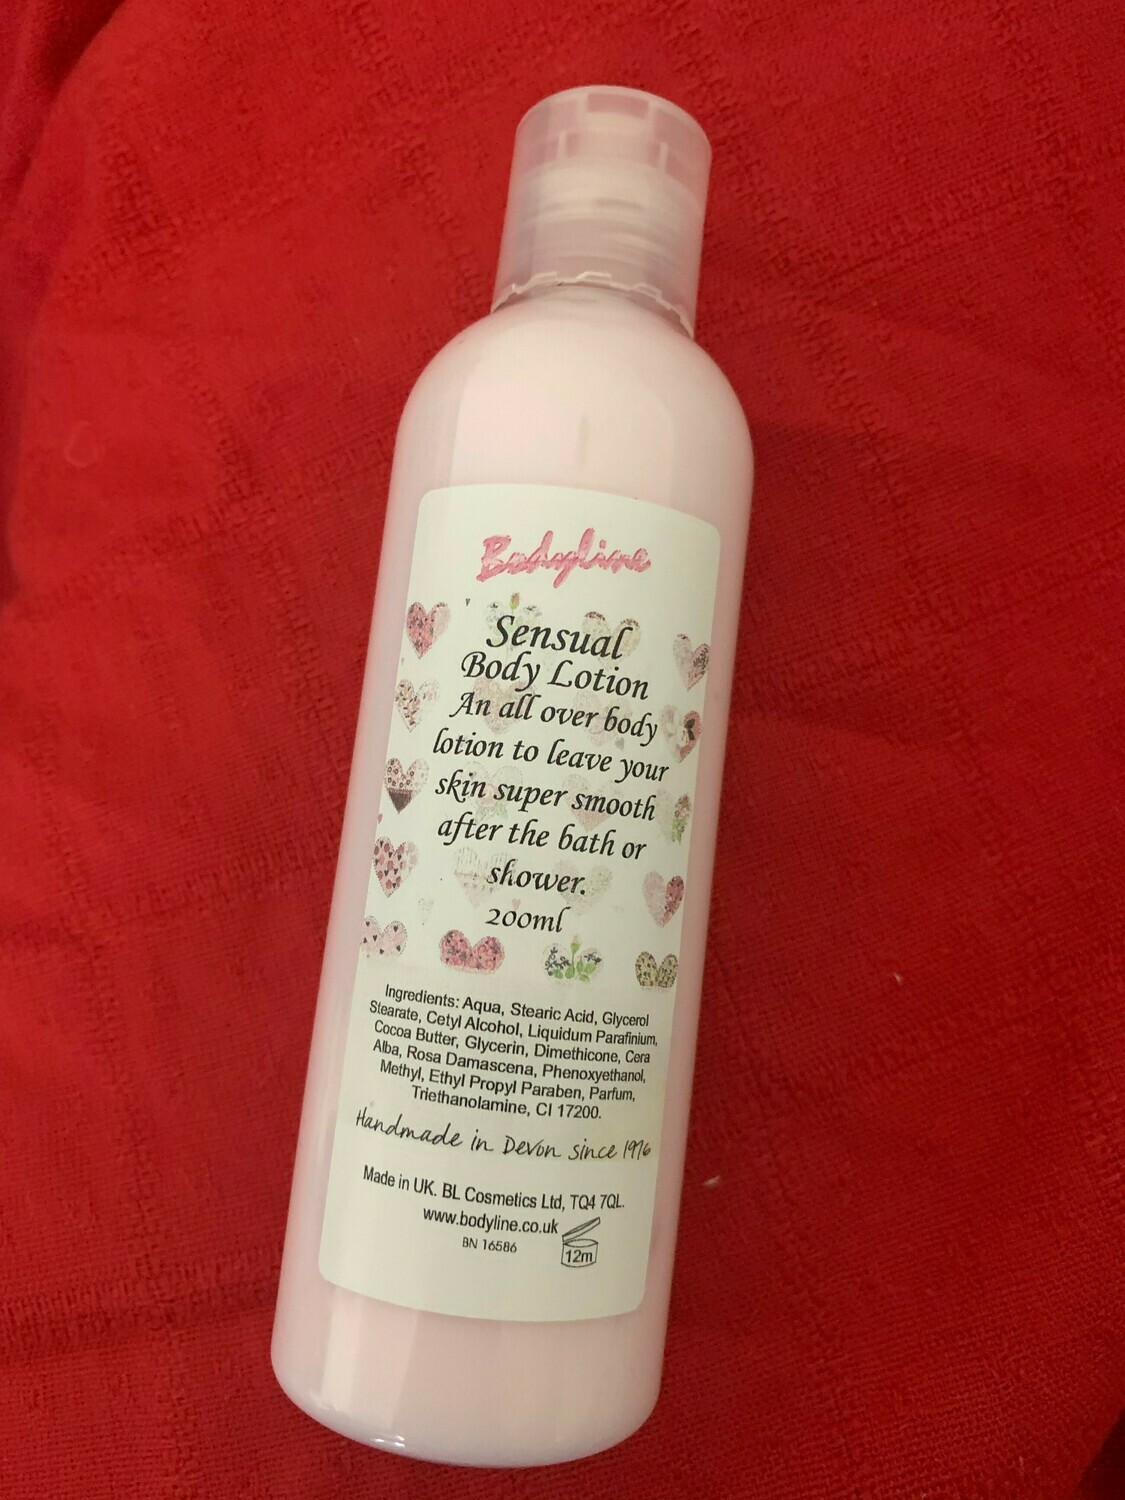 Bodyline
Sensual
Body Lotion
An all over body
lotion to leave your
skin super smooth
after the bath or
shower.
200ml
Ingredients: Aqua, Stearic Acid, Glycerol
Stearate, Cetyl Alcohol, Liquidum Parafinium,
Cocoa Butter, Glycerin, Dimethicone, Cera
Alba, Rosa Damascena, Phenoxyethanol,
Methyl, Ethyl Propyl Paraben, Parfum,
Triethanolamine, CI 17200.
Handmade in Devon since 1976
Made in UK. BL Cosmetics Ltd, TQ4 7QL.
www.bodyline.co.uk
BN 16586
12m